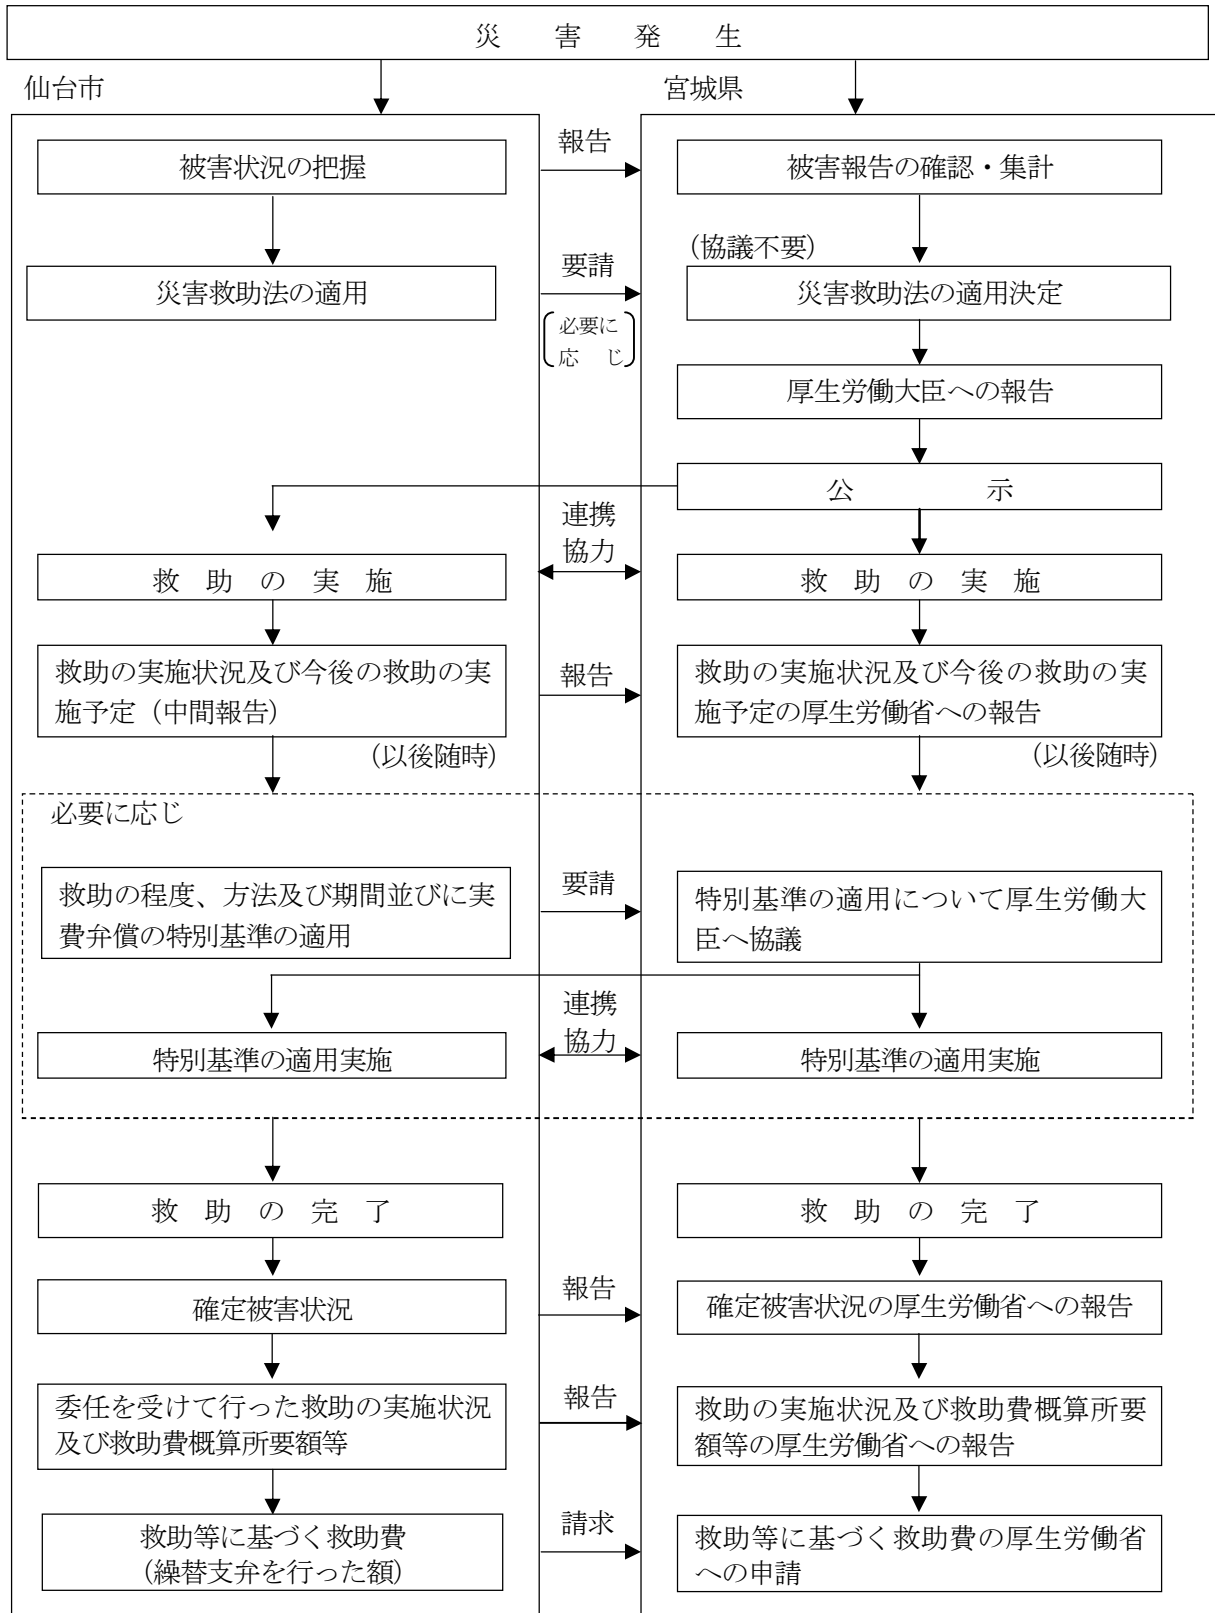 災　害　発　生
仙台市
宮城県
被害状況の把握
報告
被害報告の確認・集計
(協議不要)
災害救助法の適用
要請
災害救助法の適用決定
必要に
応　じ
厚生労働大臣への報告
公　　　　　示
連携
協力
救　助　の　実　施
救　助　の　実　施
救助の実施状況及び今後の救助の実
施予定（中間報告）
報告
救助の実施状況及び今後の救助の実
施予定の厚生労働省への報告
(以後随時)
(以後随時)
必要に応じ
救助の程度、方法及び期間並びに実
費弁償の特別基準の適用
要請
特別基準の適用について厚生労働大
臣へ協議
連携
協力
特別基準の適用実施
特別基準の適用実施
救　助　の　完　了
救　助　の　完　了
確定被害状況
報告
確定被害状況の厚生労働省への報告
委任を受けて行った救助の実施状況
及び救助費概算所要額等
報告
救助の実施状況及び救助費概算所要
額等の厚生労働省への報告
救助等に基づく救助費
(繰替支弁を行った額)
請求
救助等に基づく救助費の厚生労働省
への申請